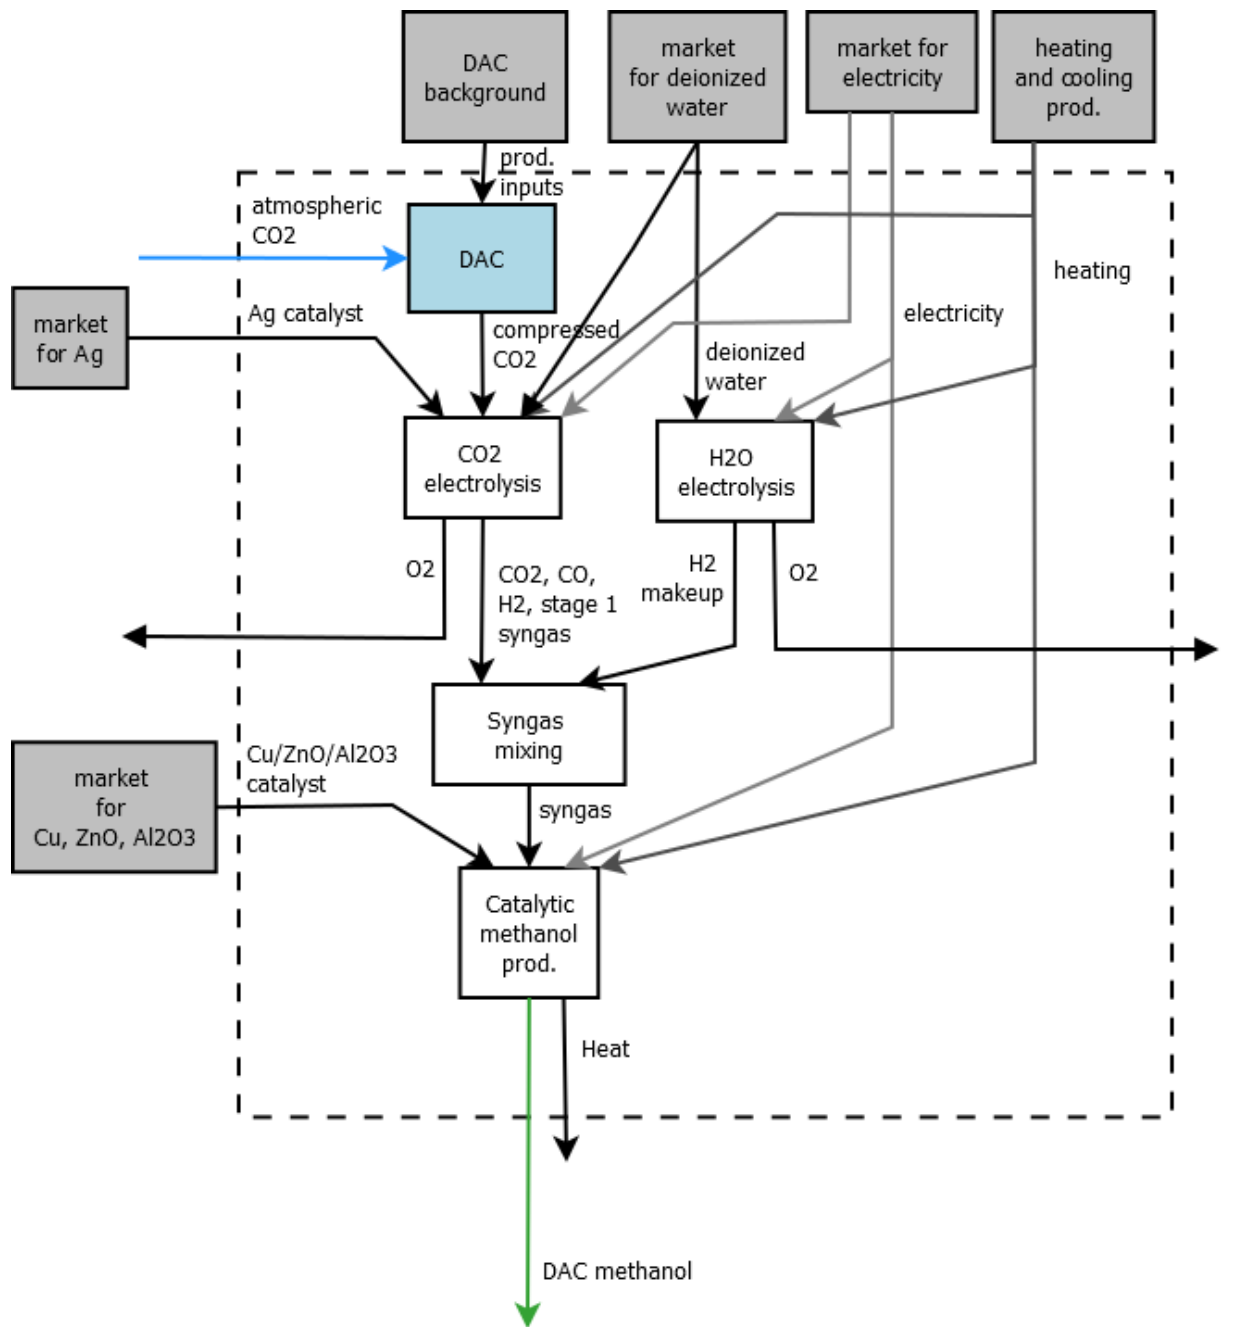 DAC
background
market
for deionized
water
market for
electricity
heating
and cooling
prod.
prod.
inputs
atmospheric
CO2
DAC
heating
market
for Ag
Ag catalyst
compressed
CO2
electricity
deionized
water
CO2
electrolysis
H2O
electrolysis
O2
CO2, CO,
H2, stage 1
syngas
H2
makeup
O2
Syngas
mixing
market
for
Cu, ZnO, Al2O3
Cu/ZnO/Al2O3
catalyst
syngas
Catalytic
methanol
prod.
Heat
DAC methanol